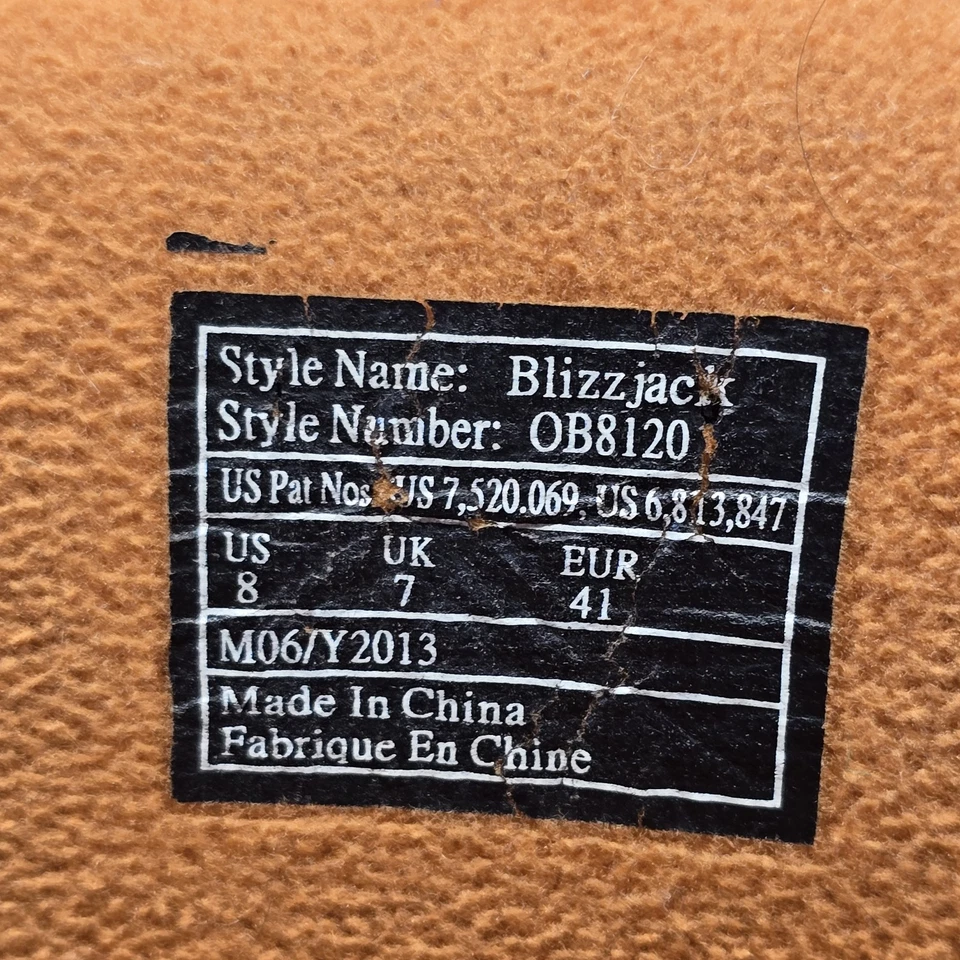 Style Name: Blizzjack
Style Number: OB8120
US Pat Nos US 7,520.069, US 6,813,847
US UK EUR
8 7 41
M06/Y2013
Made In China
Fabrique En Chine